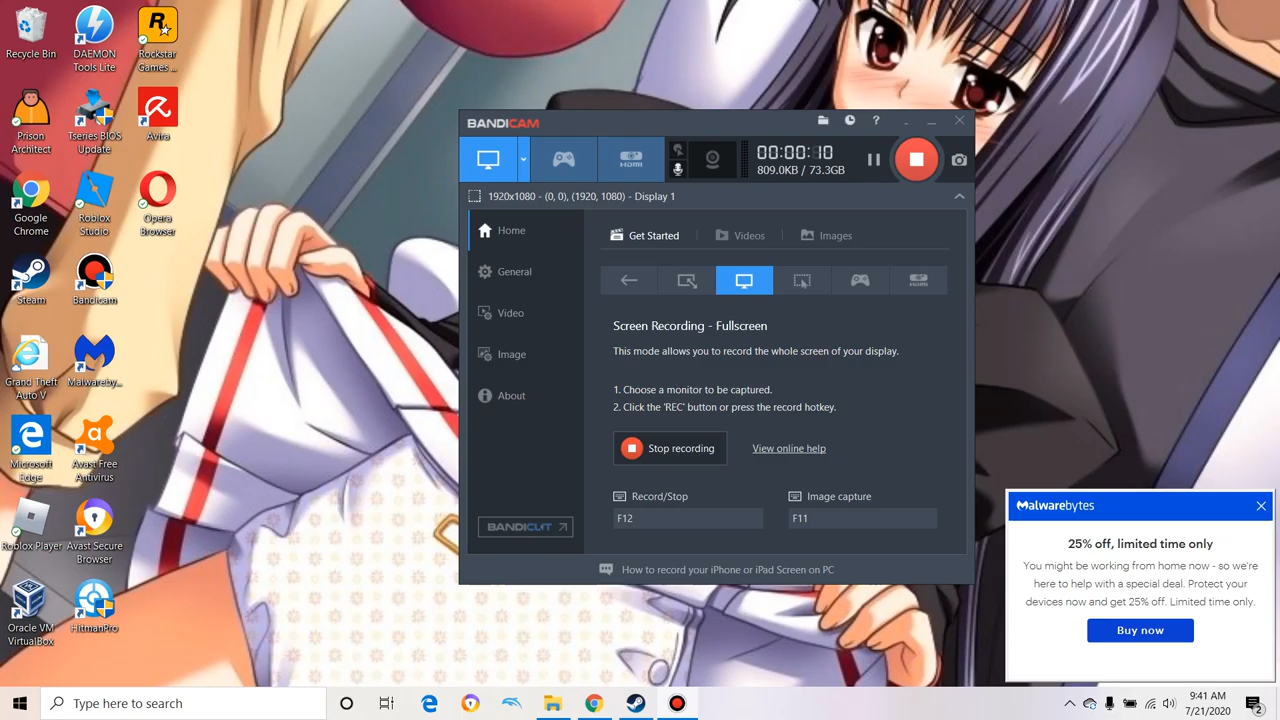 Recycle Bin
DAEMON
Tools Lite
Rockstar
Games ...
Prison
Architect
Tseries BIOS
Update
Avira
Google
Chrome
Roblox
Studio
Opera
Browser
Steam
Bandicam
Grand Theft
Auto V
Malwareby...
Microsoft
Edge
Avast Free
Antivirus
Roblox Player
Avast Secure
Browser
Oracle VM
VirtualBox
HitmanPro
BANDICAM
?
HDMI
00:00:10
809.0KB / 73.3GB
1920x1080 - (0, 0), (1920, 1080) - Display 1
Home
General
Video
Image
About
BANDICUT
Get Started
Videos
Images
HDMI
Screen Recording - Fullscreen
This mode allows you to record the whole screen of your display.
1. Choose a monitor to be captured.
2. Click the 'REC' button or press the record hotkey.
Stop recording
View online help
Record/Stop
Image capture
F12
F11
How to record your iPhone or iPad Screen on PC
Malwarebytes
25% off, limited time only
You might be working from home now - so we're
here to help with a special deal. Protect your
devices now and get 25% off. Limited time only.
Buy now
Type here to search
9:41 AM
7/21/2020
2